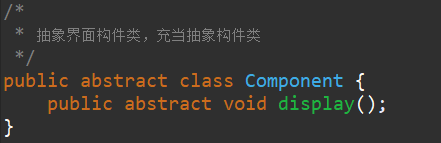 /*
 * 抽象界面构件类，充当抽象构件类
 */
public abstract class Component {
    public abstract void display();
}